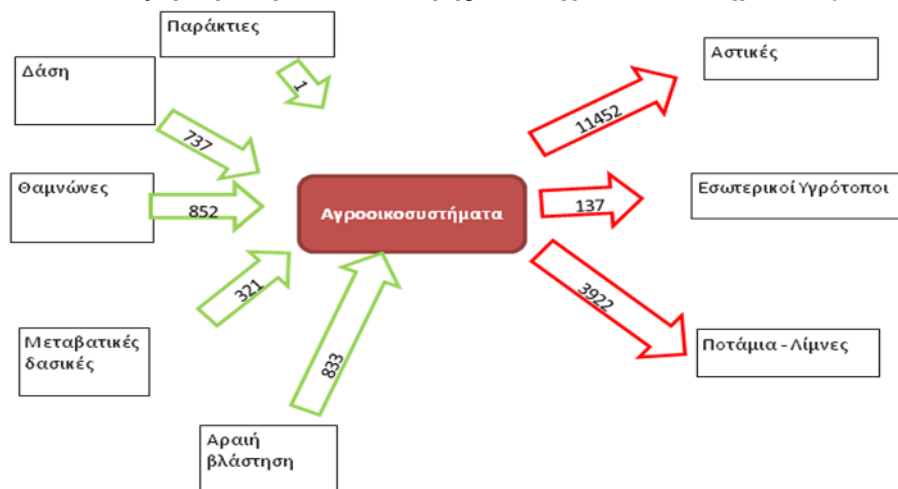 Παράκτιες
Δάση
Αστικές
1
11452
737
Θαμνώνες
852
Αγροοικοσυστήματα
137
Εσωτερικοί Υγρότοποι
321
3922
Μεταβατικές
δασικές
833
Ποτάμια - Λίμνες
Αραιή
βλάστηση